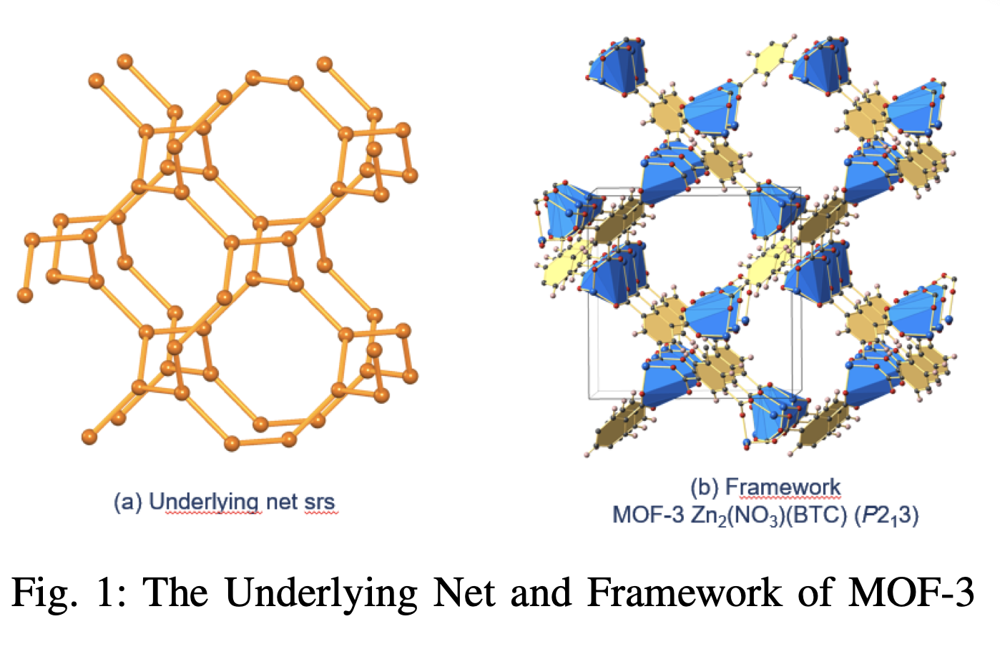 (a) Underlying net srs
(b) Framework
MOF-3 Zn₂(NO₃)(BTC) (P2₁3)
Fig. 1: The Underlying Net and Framework of MOF-3